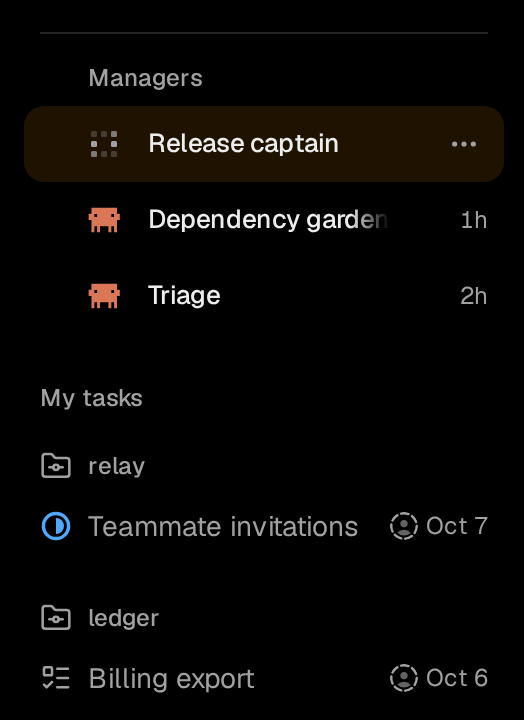 Managers
Release captain
Dependency garden 1h
Triage 2h
My tasks
relay
Teammate invitations Oct 7
ledger
Billing export Oct 6